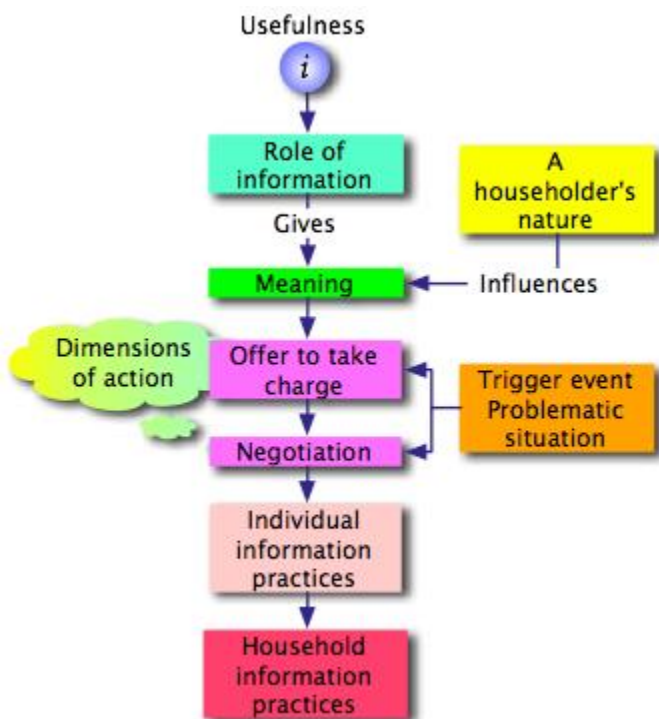 Usefulness
i
Role of
information
A
householder's
nature
Gives
Meaning
Influences
Dimensions
of action
Offer to take
charge
Trigger event
Problematic
situation
Negotiation
Individual
information
practices
Household
information
practices